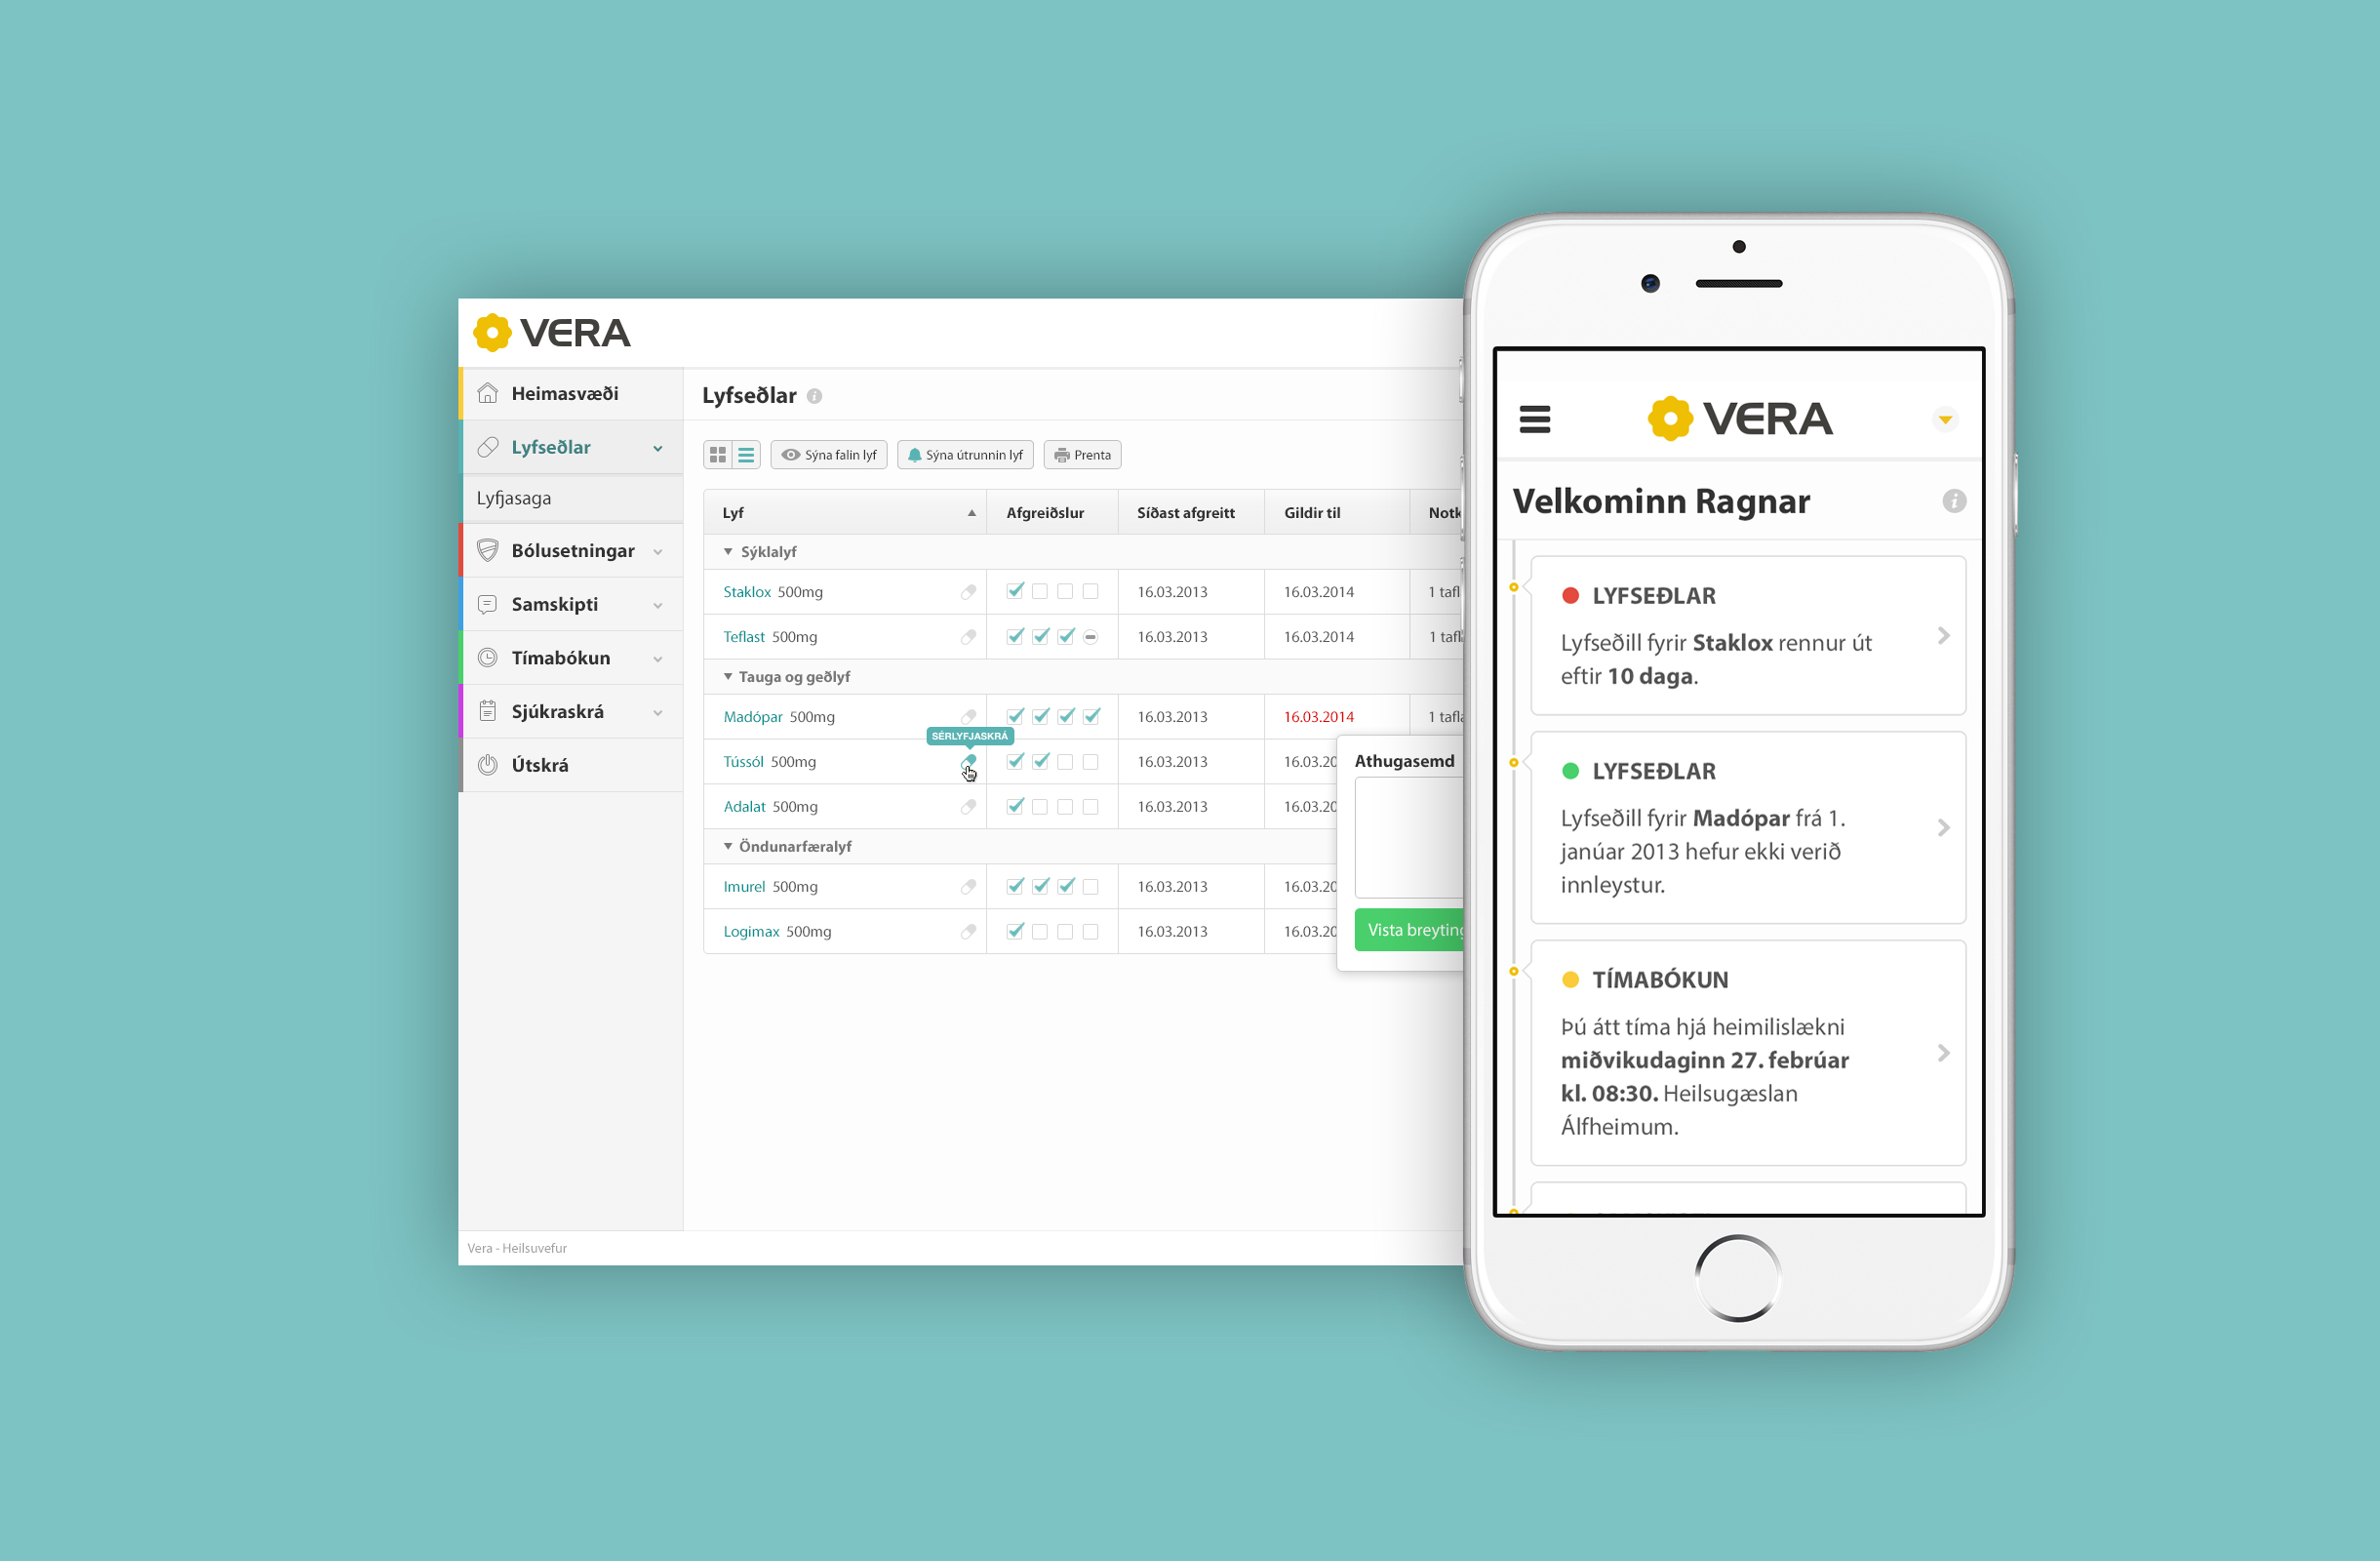 VERA
Heimasvæði
Lyfseðlar
Lyfjasaga
Bólusetningar
Samskipti
Tímabókun
Sjúkraskrá
Útskrá
Lyfseðlar
Sýna falin lyf
Sýna útrunnin lyf
Prenta
Lyf Afgreiðslur Síðast afgreitt Gildir til
Sýklalyf
Staklox 500mg 16.03.2013 16.03.2014 1
Teflast 500mg 16.03.2013 16.03.2014 1
Tauga og geðlyf
Madópar 500mg 16.03.2013 16.03.2014 1
SÉRLYFJASKRÁ
Tússól 500mg 16.03.2013 16.03.20
Adalat 500mg 16.03.2013 16.03.20
Öndunarfæralyf
Imurel 500mg 16.03.2013 16.03.20
Logimax 500mg 16.03.2013 16.03.20
Athugasemd
Vista breyting
Vera - Heilsuvefur
VERA
Velkominn Ragnar
LYFSEÐLAR
Lyfseðill fyrir Staklox rennur út
eftir 10 daga.
LYFSEÐLAR
Lyfseðill fyrir Madópar frá 1.
janúar 2013 hefur ekki verið
innleystur.
TÍMABÓKUN
Þú átt tíma hjá heimilislækni
miðvikudaginn 27. febrúar
kl. 08:30. Heilsugæslan
Álfheimum.